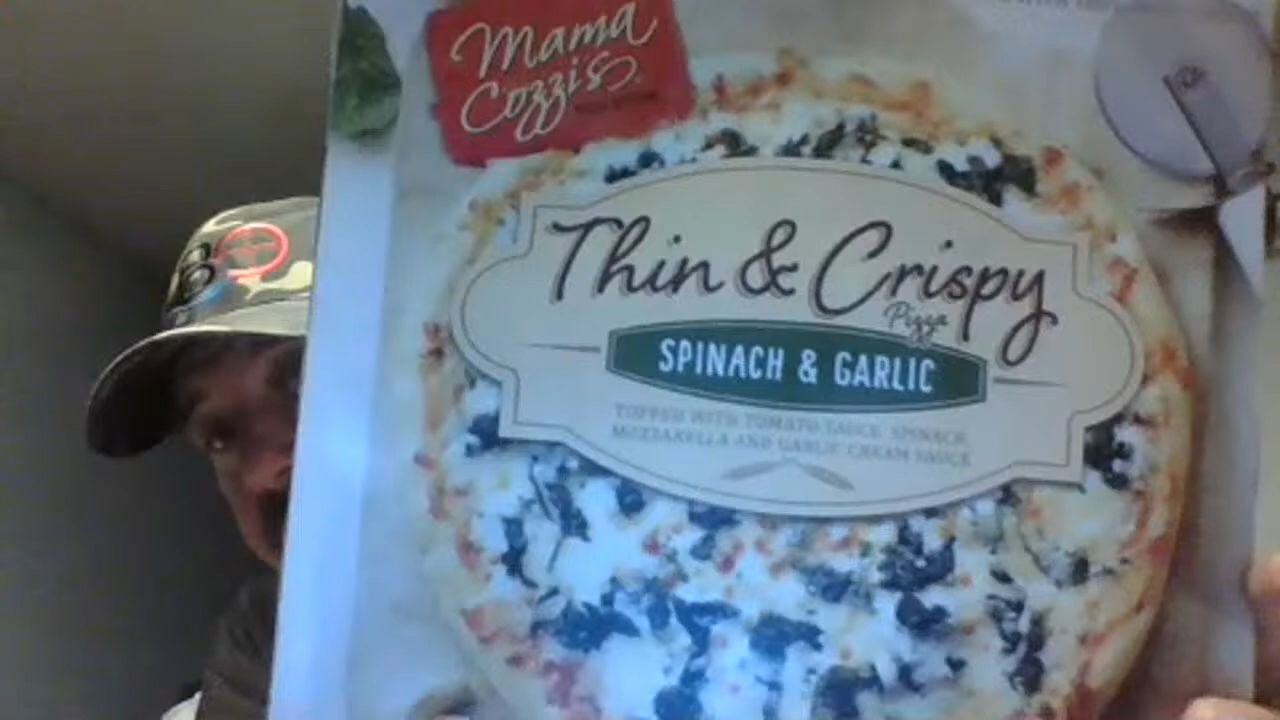 Mama
Cozzi's
Thin & Crispy
Pizza
SPINACH & GARLIC
TOPPED WITH TOMATO SAUCE, SPINACH,
MOZZARELLA AND GARLIC CREAM SAUCE
B